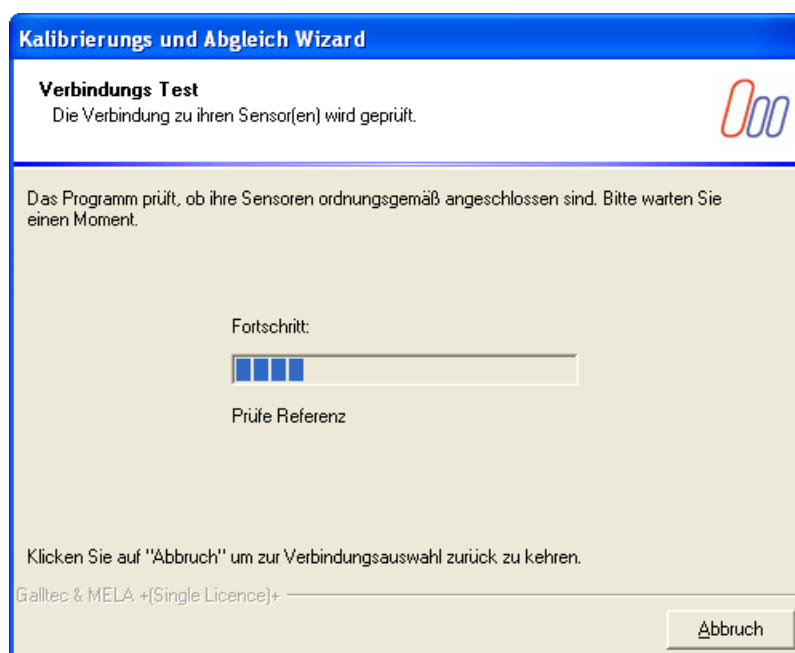 Kalibrierungs und Abgleich Wizard
Verbindungs Test
Die Verbindung zu ihren Sensor(en) wird geprüft.
Das Programm prüft, ob ihre Sensoren ordnungsgemäß angeschlossen sind. Bitte warten Sie
einen Moment.
Fortschritt:
Prüfe Referenz
Klicken Sie auf "Abbruch" um zur Verbindungsauswahl zurück zu kehren.
Galltec & MELA +(Single Licence)+
Abbruch